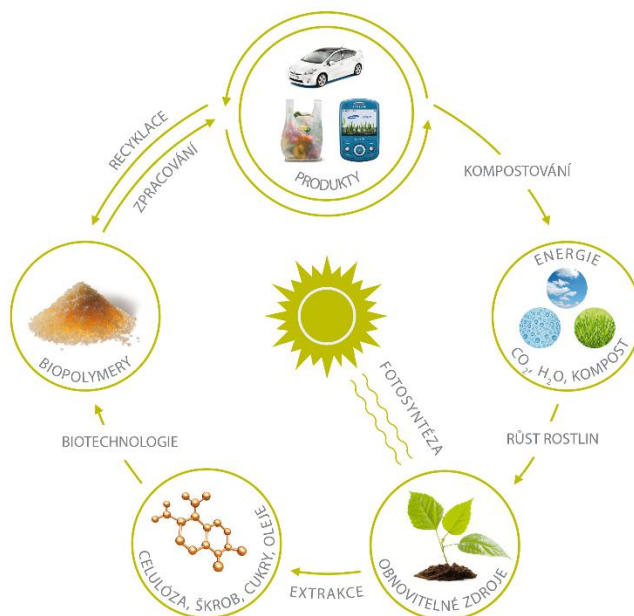 PRODUKTY
KOMPOSTOVÁNÍ
ENERGIE
CO₂, H₂O, KOMPOST
RŮST ROSTLIN
OBNOVITELNÉ ZDROJE
FOTOSYNTÉZA
EXTRAKCE
CELULÓZA, ŠKROB, CUKRY, OLEJE
BIOTECHNOLOGIE
BIOPOLYMERY
ZPRACOVÁNÍ
RECYKLACE